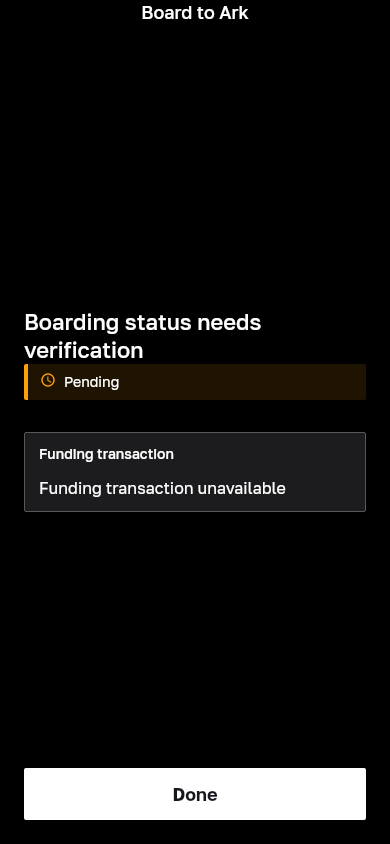 Board to Ark
Boarding status needs
verification
Pending
Funding transaction
Funding transaction unavailable
Done